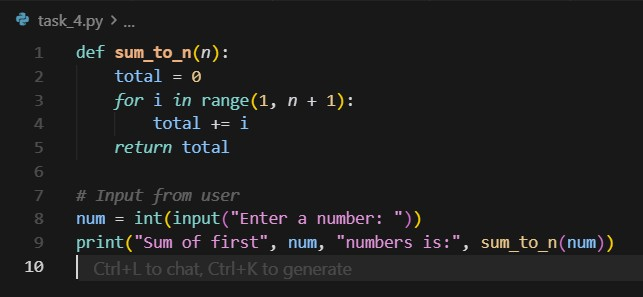 task_4.py > ...
1 def sum_to_n(n):
2     total = 0
3     for i in range(1, n + 1):
4         total += i
5     return total
6
7 # Input from user
8 num = int(input("Enter a number: "))
9 print("Sum of first", num, "numbers is:", sum_to_n(num))
10 Ctrl+L to chat, Ctrl+K to generate